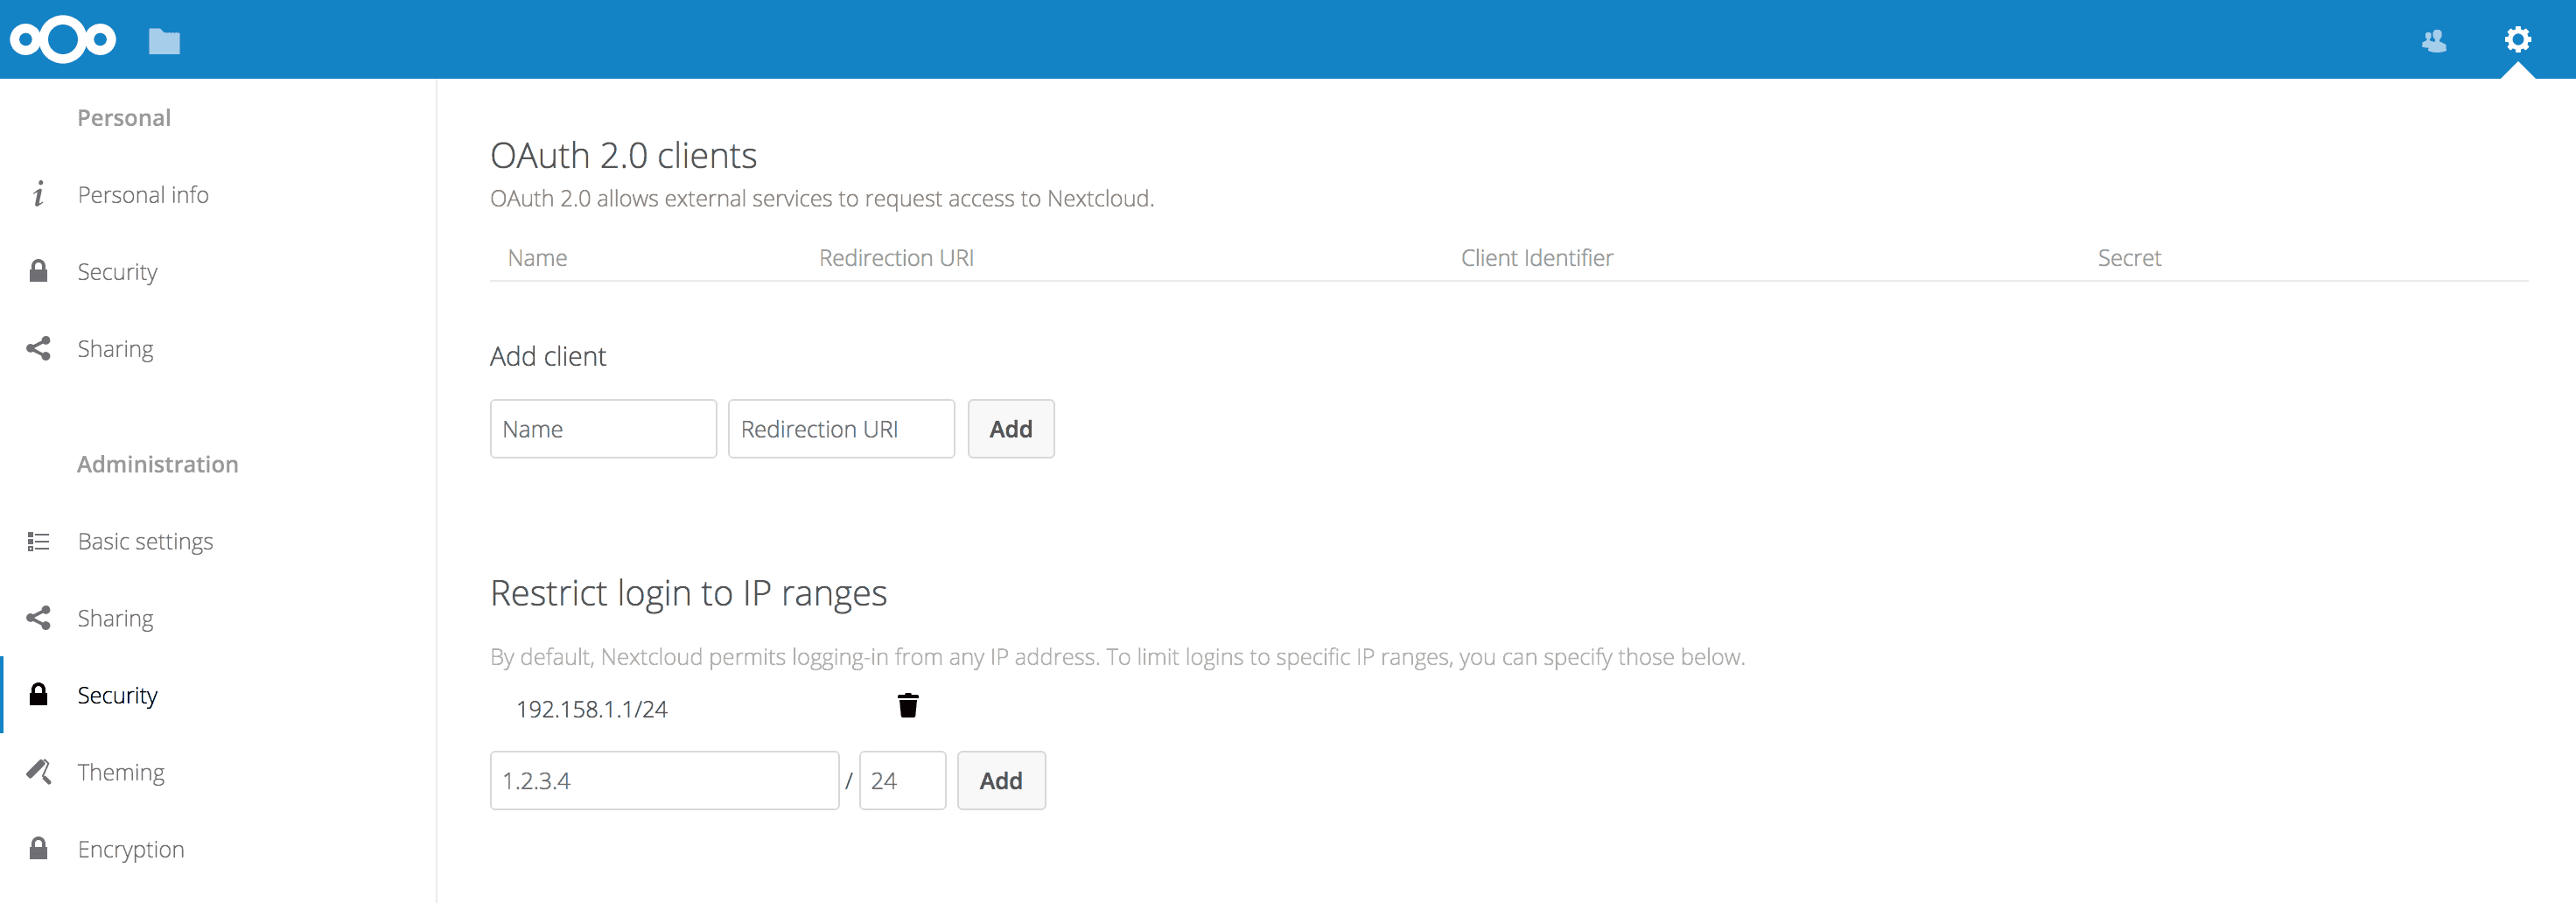 Personal
Personal info
Security
Sharing
Administration
Basic settings
Sharing
Security
Theming
Encryption
OAuth 2.0 clients
OAuth 2.0 allows external services to request access to Nextcloud.
Name Redirection URI Client Identifier Secret
Add client
Name Redirection URI Add
Restrict login to IP ranges
By default, Nextcloud permits logging-in from any IP address. To limit logins to specific IP ranges, you can specify those below.
192.158.1.1/24
1.2.3.4 / 24 Add